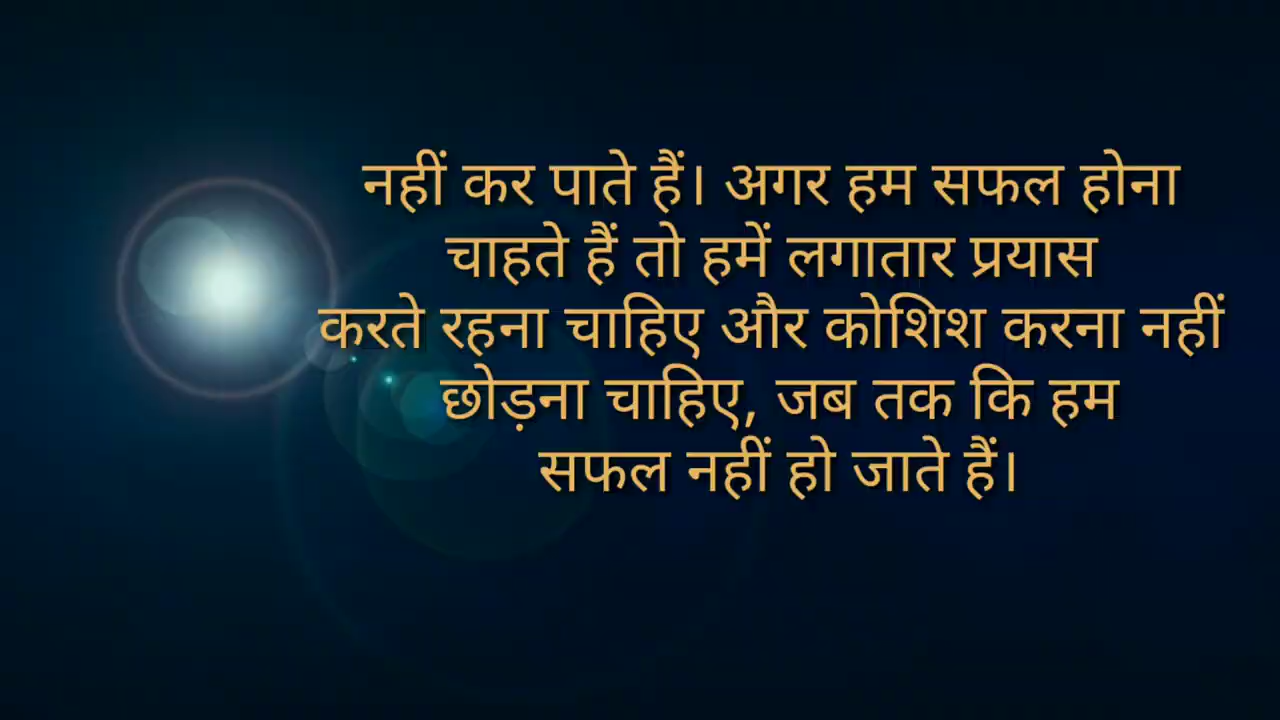 नहीं कर पाते हैं। अगर हम सफल होना
चाहते हैं तो हमें लगातार प्रयास
करते रहना चाहिए और कोशिश करना नहीं
छोड़ना चाहिए, जब तक कि हम
सफल नहीं हो जाते हैं।